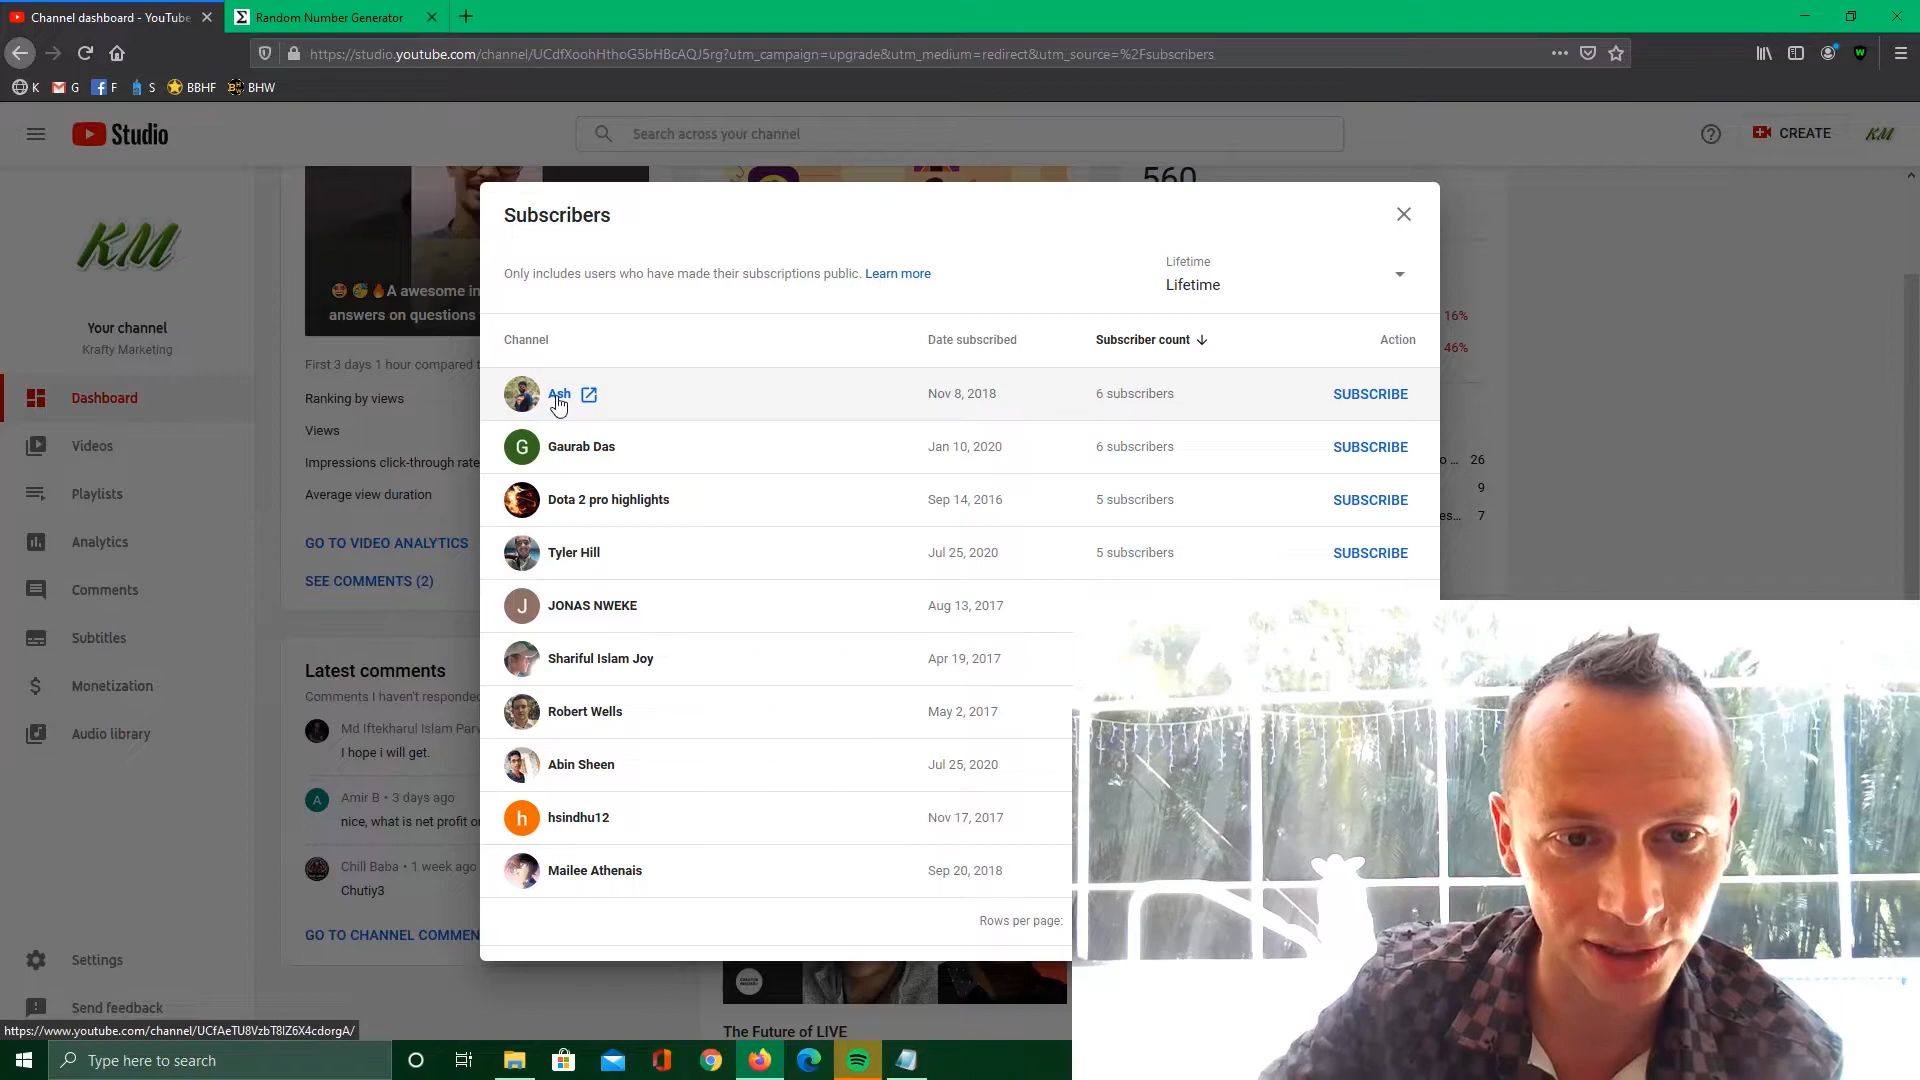 Channel dashboard - YouTube
Random Number Generator
https://studio.youtube.com/channel/UCdfXoohHthoG5bHBcAQJ5rg?utm_campaign=upgrade&utm_medium=redirect&utm_source=%2Fsubscribers
K
G
F
S
BBHF
BHW
Studio
Search across your channel
CREATE
KM
560
KM
Your channel
Krafty Marketing
Dashboard
Videos
Playlists
Analytics
Comments
Subtitles
Monetization
Audio library
Settings
Send feedback
A awesome in
answers on questions
First 3 days 1 hour compared t
Ranking by views
Views
Impressions click-through rate
Average view duration
GO TO VIDEO ANALYTICS
SEE COMMENTS (2)
Latest comments
Comments I haven't responded
Md Iftekharul Islam Parv
I hope i will get.
A
Amir B • 3 days ago
nice, what is net profit or
Chill Baba • 1 week ago
Chutiy3
GO TO CHANNEL COMMEN
Subscribers
Only includes users who have made their subscriptions public. Learn more
Lifetime
Lifetime
Channel
Date subscribed
Subscriber count
Action
Ash
Nov 8, 2018
6 subscribers
SUBSCRIBE
G
Gaurab Das
Jan 10, 2020
6 subscribers
SUBSCRIBE
Dota 2 pro highlights
Sep 14, 2016
5 subscribers
SUBSCRIBE
Tyler Hill
Jul 25, 2020
5 subscribers
SUBSCRIBE
J
JONAS NWEKE
Aug 13, 2017
Shariful Islam Joy
Apr 19, 2017
Robert Wells
May 2, 2017
Abin Sheen
Jul 25, 2020
h
hsindhu12
Nov 17, 2017
Mailee Athenais
Sep 20, 2018
Rows per page:
16%
46%
o ... 26
9
es... 7
The Future of LIVE
https://www.youtube.com/channel/UCfAeTU8VzbT8IZ6X4cdorgA/
Type here to search